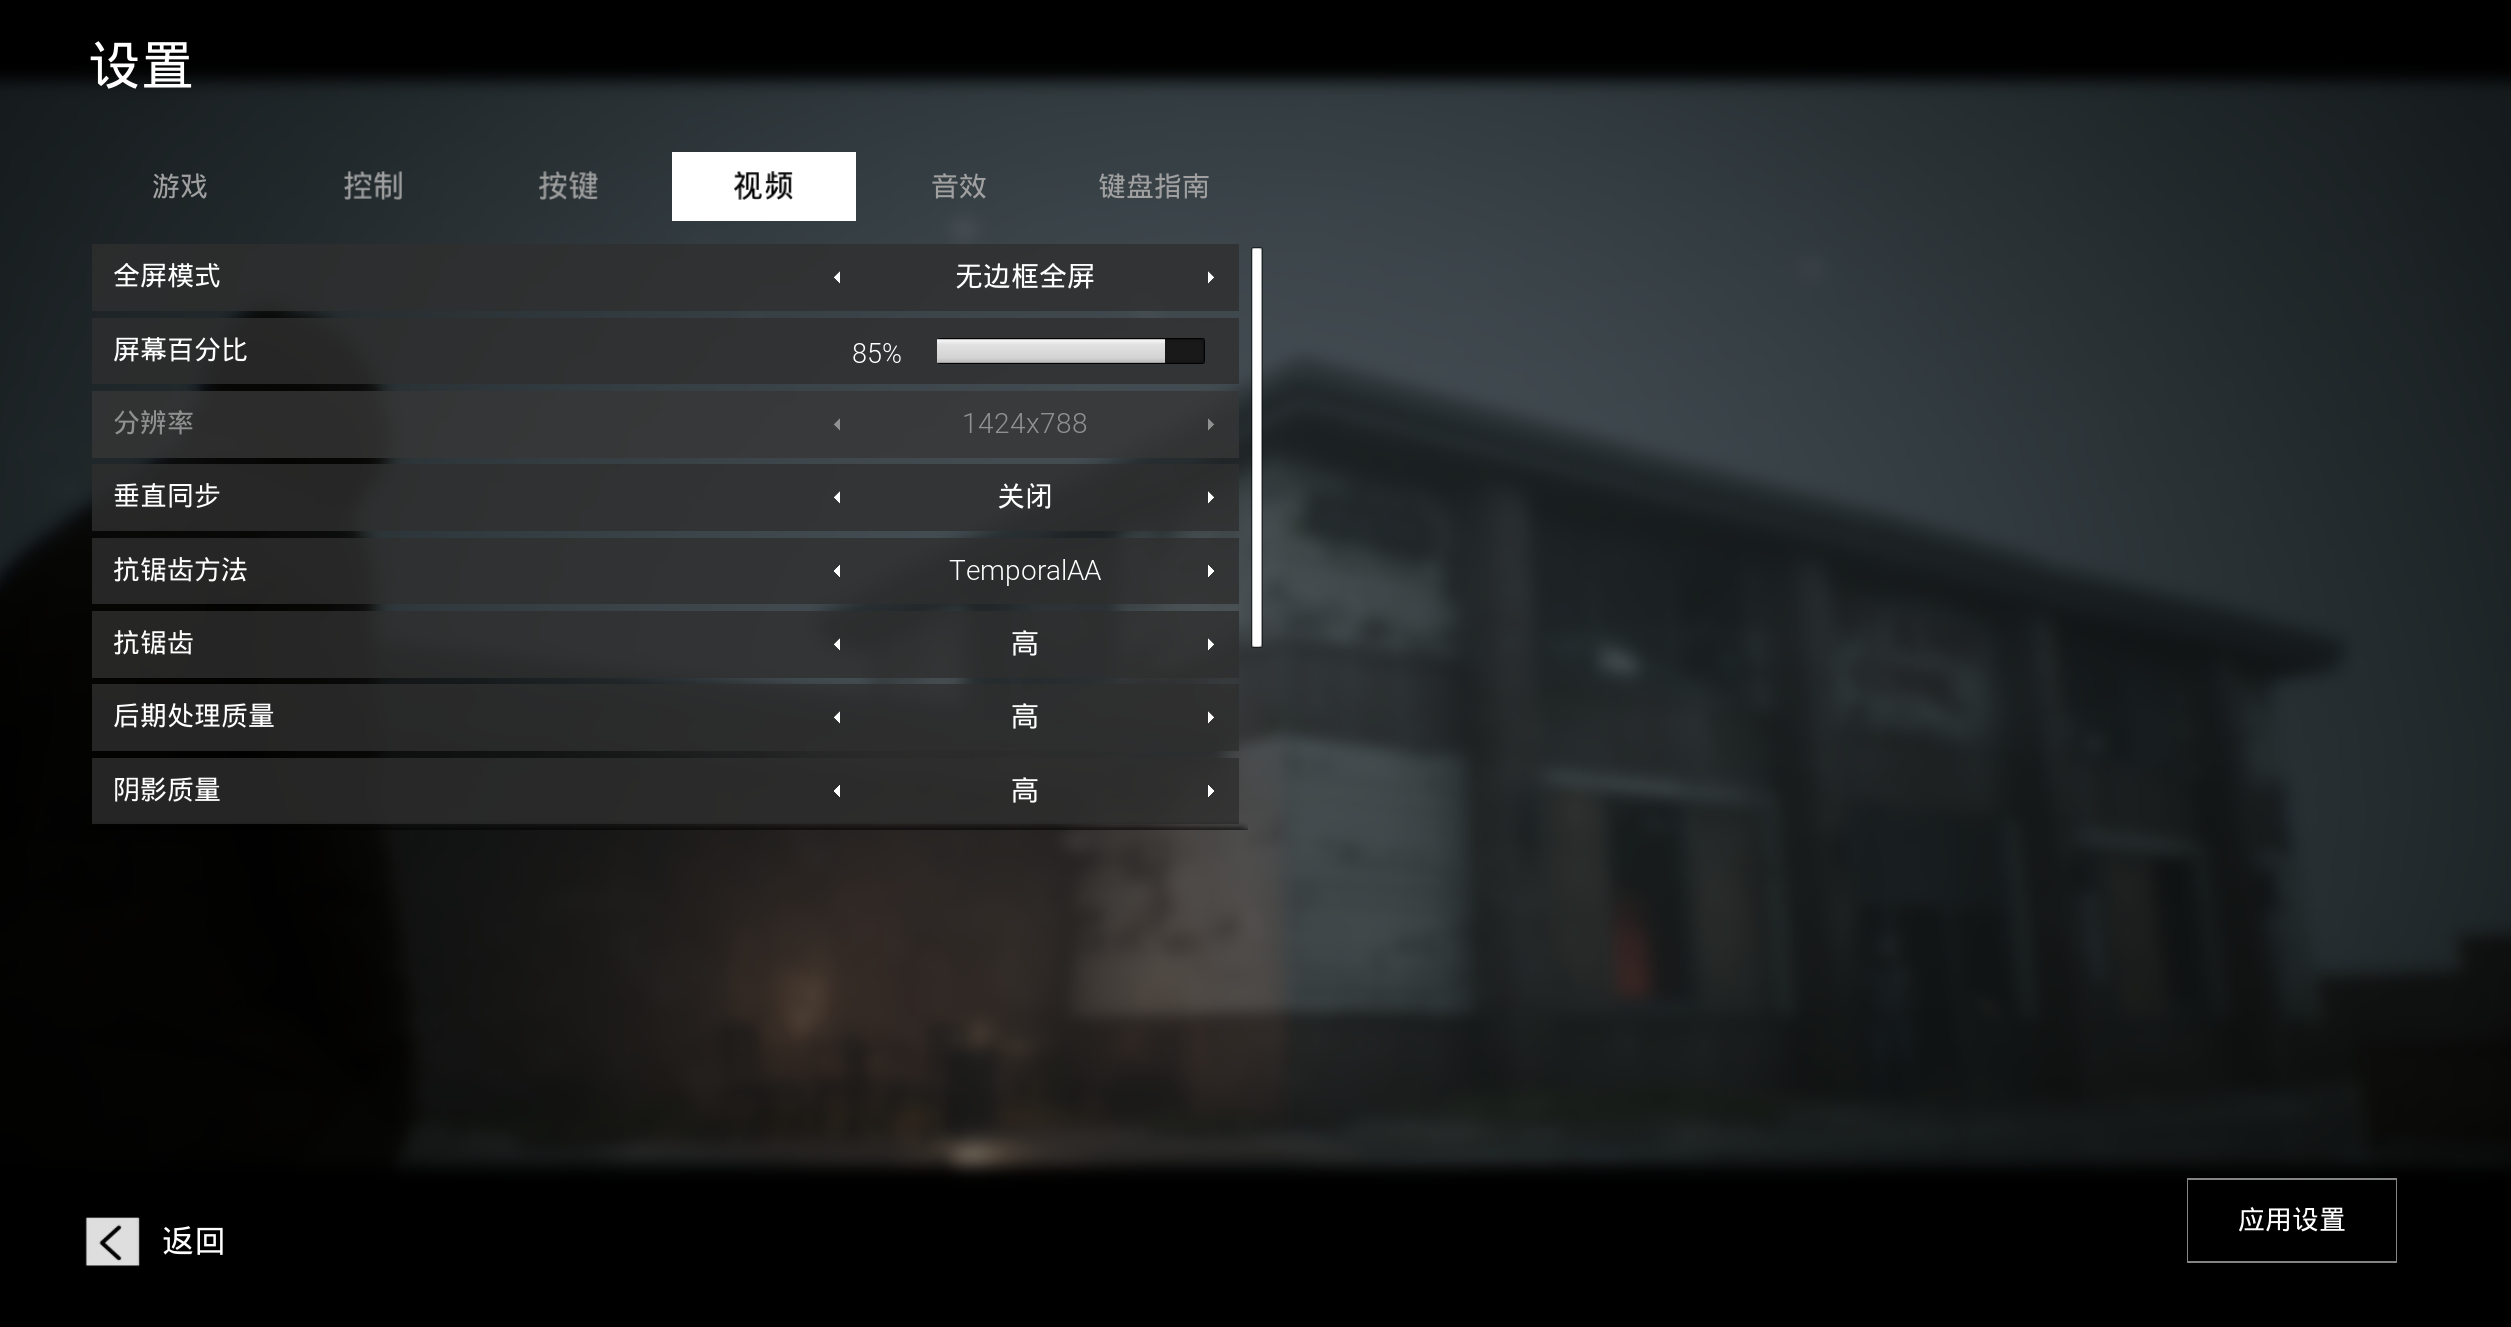 设置
游戏 控制 按键 视频 音效 键盘指南
全屏模式 无边框全屏
屏幕百分比 85%
分辨率 1424x788
垂直同步 关闭
抗锯齿方法 TemporalAA
抗锯齿 高
后期处理质量 高
阴影质量 高
应用设置
返回